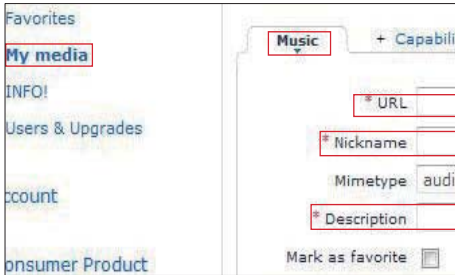 Favorites
My media
INFO!
Users & Upgrades
ccount
onsumer Product
Music + Capabili
* URL
* Nickname
Mimetype audi
* Description
Mark as favorite